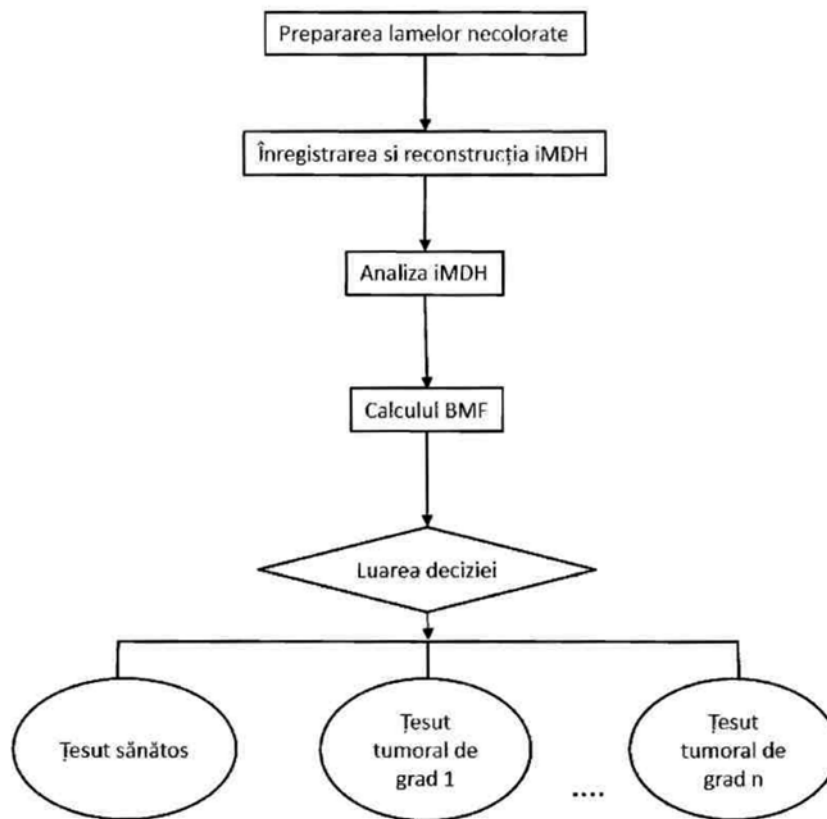 Prepararea lamelor necolorate
Înregistrarea si reconstrucția iMDH
Analiza iMDH
Calculul BMF
Luarea deciziei
Țesut sănătos
Țesut
tumoral de
grad 1
....
Țesut
tumoral de
grad n